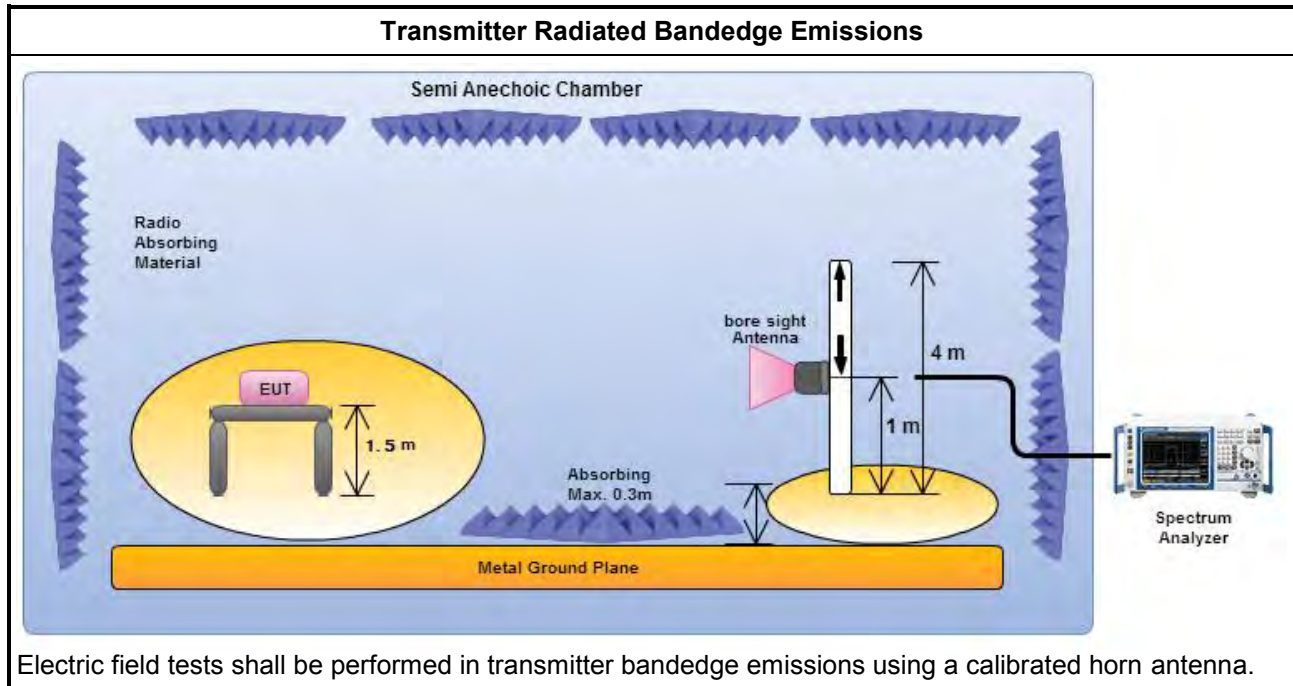 Transmitter Radiated Bandedge Emissions
Semi Anechoic Chamber
Radio
Absorbing
Material
bore sight
Antenna
4 m
EUT
1.5 m
1 m
Absorbing
Max. 0.3m
Spectrum
Analyzer
Metal Ground Plane
Electric field tests shall be performed in transmitter bandedge emissions using a calibrated horn antenna.